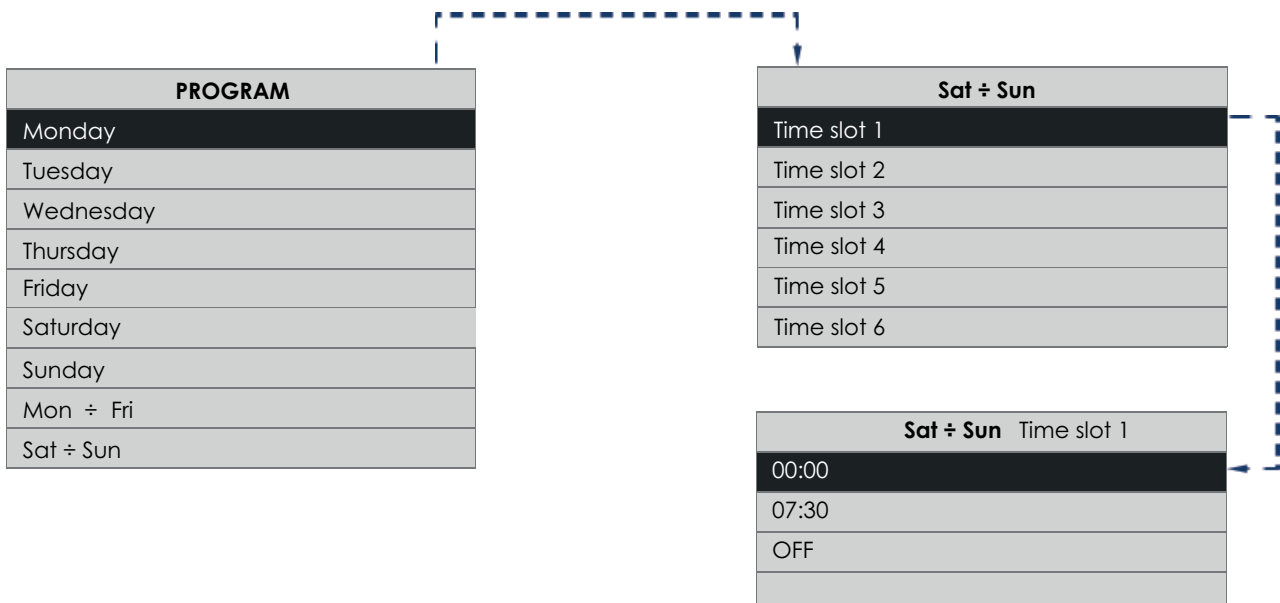 PROGRAM
Monday
Tuesday
Wednesday
Thursday
Friday
Saturday
Sunday
Mon ÷ Fri
Sat ÷ Sun
Sat ÷ Sun
Time slot 1
Time slot 2
Time slot 3
Time slot 4
Time slot 5
Time slot 6
Sat ÷ Sun Time slot 1
00:00
07:30
OFF